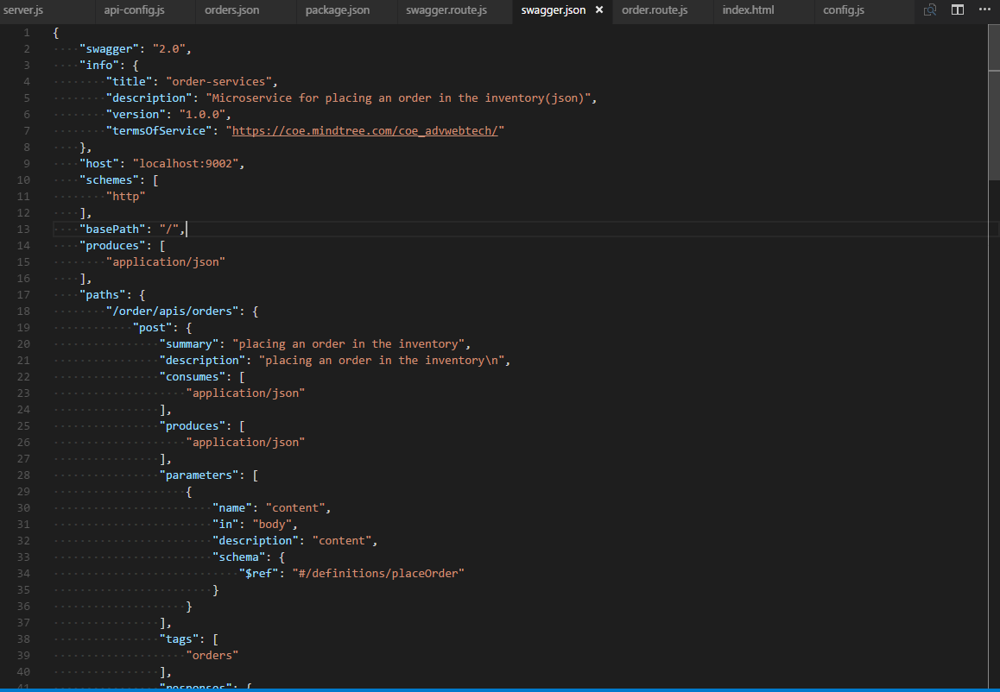 server.js api-config.js orders.json package.json swagger.route.js swagger.json × order.route.js index.html config.js ···
1 {
2 "swagger": "2.0",
3 "info": {
4 "title": "order-services",
5 "description": "Microservice for placing an order in the inventory(json)",
6 "version": "1.0.0",
7 "termsOfService": "https://coe.mindtree.com/coe_advwebtech/"
8 },
9 "host": "localhost:9002",
10 "schemes": [
11 "http"
12 ],
13 "basePath": "/",
14 "produces": [
15 "application/json"
16 ],
17 "paths": {
18 "/order/apis/orders": {
19 "post": {
20 "summary": "placing an order in the inventory",
21 "description": "placing an order in the inventory\n",
22 "consumes": [
23 "application/json"
24 ],
25 "produces": [
26 "application/json"
27 ],
28 "parameters": [
29 {
30 "name": "content",
31 "in": "body",
32 "description": "content",
33 "schema": {
34 "$ref": "#/definitions/placeOrder"
35 }
36 }
37 ],
38 "tags": [
39 "orders"
40 ],
41 "responses": {